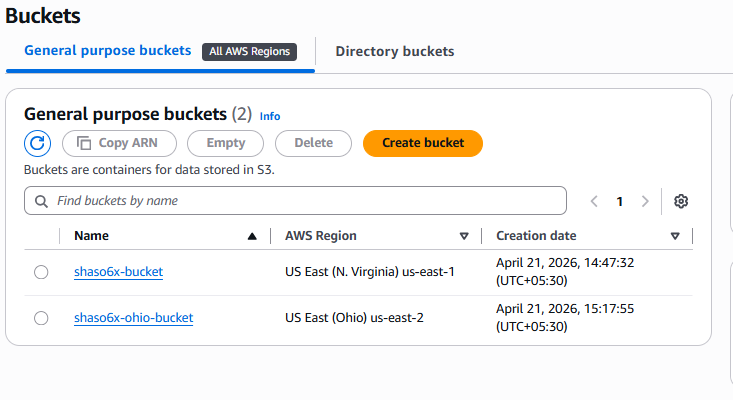 Buckets
General purpose buckets All AWS Regions Directory buckets
General purpose buckets (2) Info
Copy ARN Empty Delete Create bucket
Buckets are containers for data stored in S3.
Find buckets by name 1
Name AWS Region Creation date
shaso6x-bucket US East (N. Virginia) us-east-1 April 21, 2026, 14:47:32
(UTC+05:30)
shaso6x-ohio-bucket US East (Ohio) us-east-2 April 21, 2026, 15:17:55
(UTC+05:30)